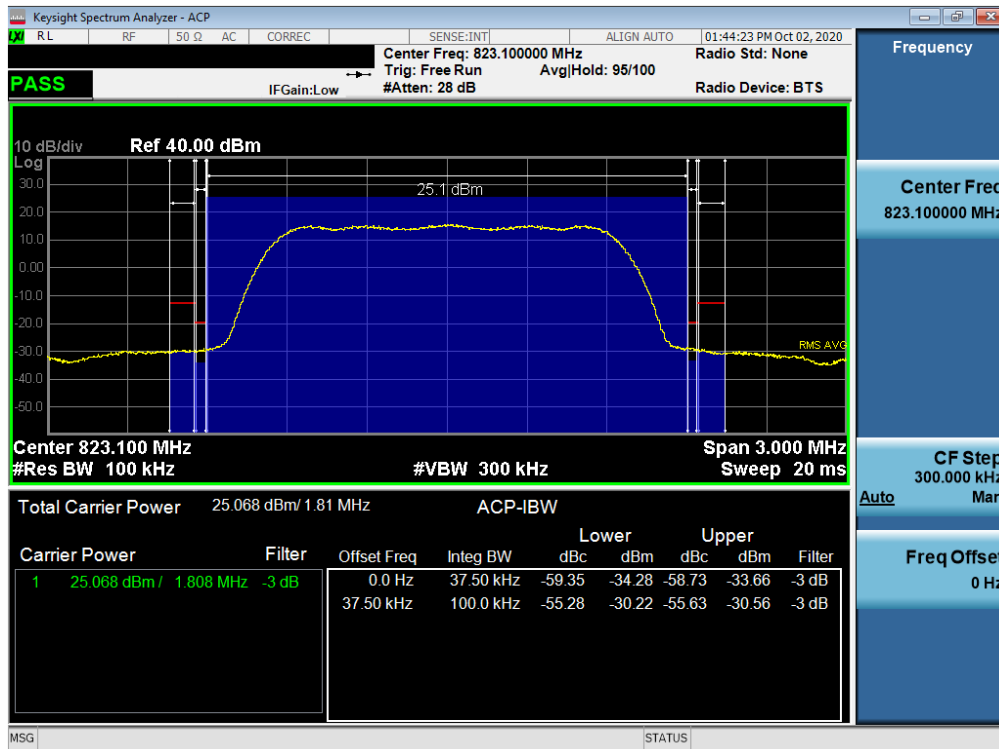 Keysight Spectrum Analyzer - ACP
LXI RL RF 50 Ω AC CORREC SENSE:INT ALIGN AUTO 01:44:23 PM Oct 02, 2020
Center Freq: 823.100000 MHz Radio Std: None
Trig: Free Run Avg|Hold: 95/100
PASS IFGain:Low #Atten: 28 dB Radio Device: BTS
10 dB/div Ref 40.00 dBm
Log
30.0
25.1 dBm
20.0
10.0
0.00
-10.0
-20.0
-30.0
RMS AVG
-40.0
-50.0
Center 823.100 MHz Span 3.000 MHz
#Res BW 100 kHz #VBW 300 kHz Sweep 20 ms
Total Carrier Power 25.068 dBm/ 1.81 MHz ACP-IBW
Lower Upper
Carrier Power Filter Offset Freq Integ BW dBc dBm dBc dBm Filter
1 25.068 dBm / 1.808 MHz -3 dB 0.0 Hz 37.50 kHz -59.35 -34.28 -58.73 -33.66 -3 dB
37.50 kHz 100.0 kHz -55.28 -30.22 -55.63 -30.56 -3 dB
MSG STATUS
Frequency
Center Freq
823.100000 MHz
CF Step
300.000 kHz
Auto Man
Freq Offset
0 Hz